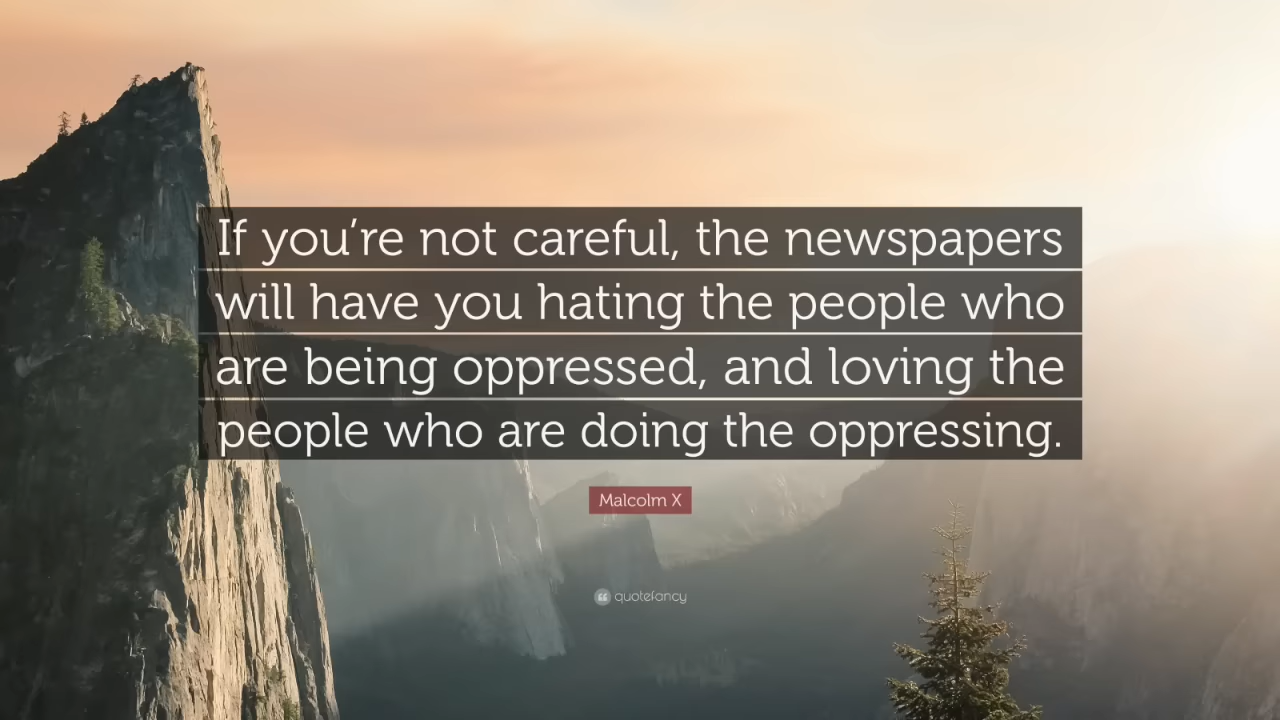 If you’re not careful, the newspapers
will have you hating the people who
are being oppressed, and loving the
people who are doing the oppressing.
Malcolm X
quotefancy